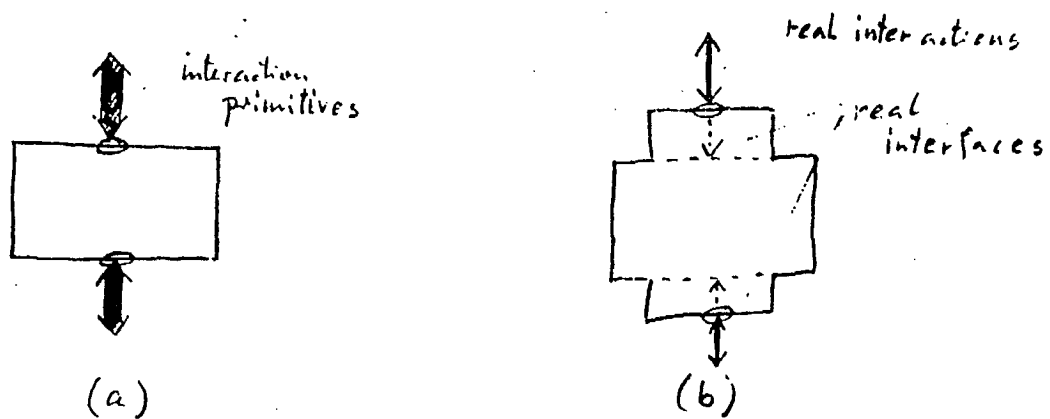 interaction
primitives
real interactions
real
interfaces
(a)
(b)